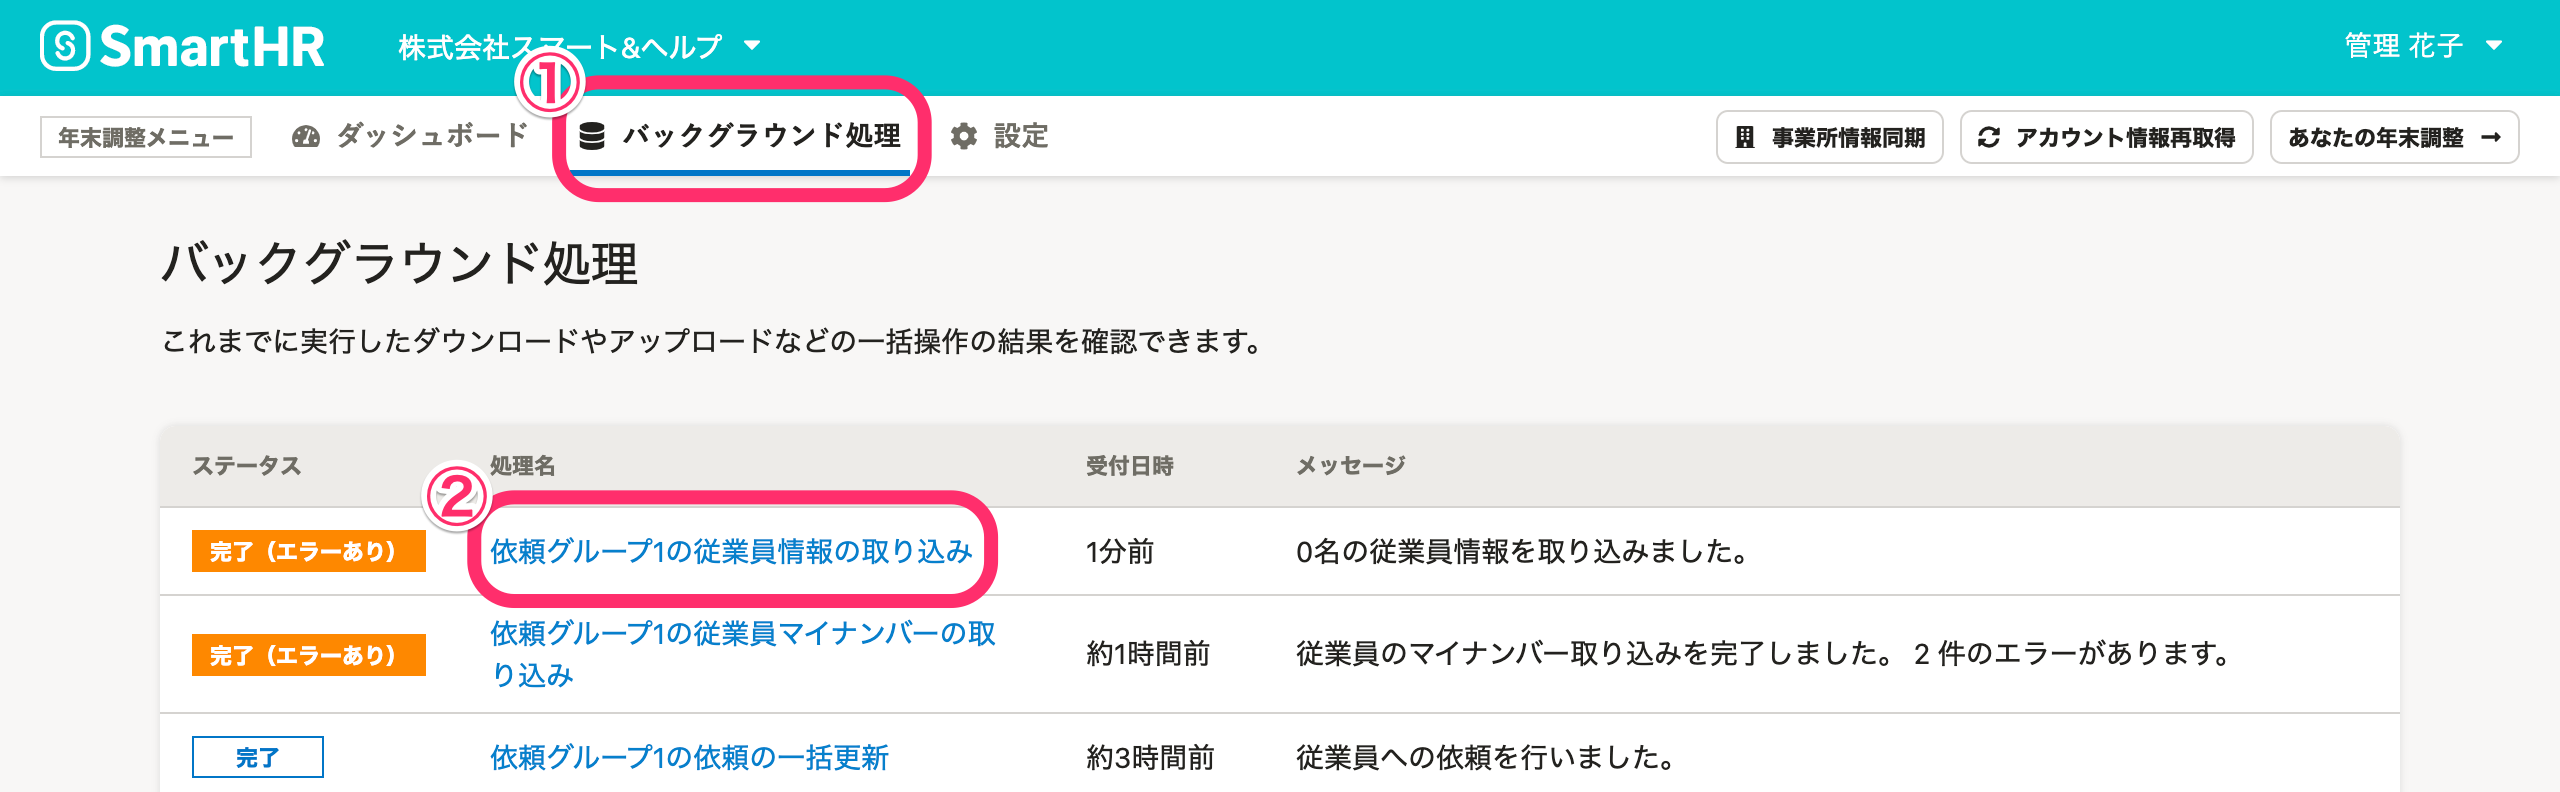 SmartHR 株式会社スマート&ヘルプ 管理 花子
①
年末調整メニュー ダッシュボード バックグラウンド処理 設定 事業所情報同期 アカウント情報再取得 あなたの年末調整 →
バックグラウンド処理
これまでに実行したダウンロードやアップロードなどの一括操作の結果を確認できます。
ステータス 処理名 受付日時 メッセージ
②
完了（エラーあり） 依頼グループ1の従業員情報の取り込み 1分前 0名の従業員情報を取り込みました。
完了（エラーあり） 依頼グループ1の従業員マイナンバーの取 約1時間前 従業員のマイナンバー取り込みを完了しました。 2 件のエラーがあります。
り込み
完了 依頼グループ1の依頼の一括更新 約3時間前 従業員への依頼を行いました。